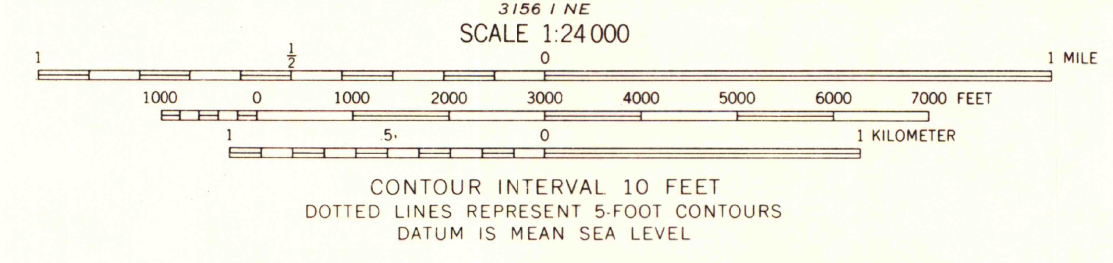 3156 I NE
SCALE 1:24 000
1 1/2 0 1 MILE
1000 0 1000 2000 3000 4000 5000 6000 7000 FEET
1 .5 0 1 KILOMETER
CONTOUR INTERVAL 10 FEET
DOTTED LINES REPRESENT 5-FOOT CONTOURS
DATUM IS MEAN SEA LEVEL